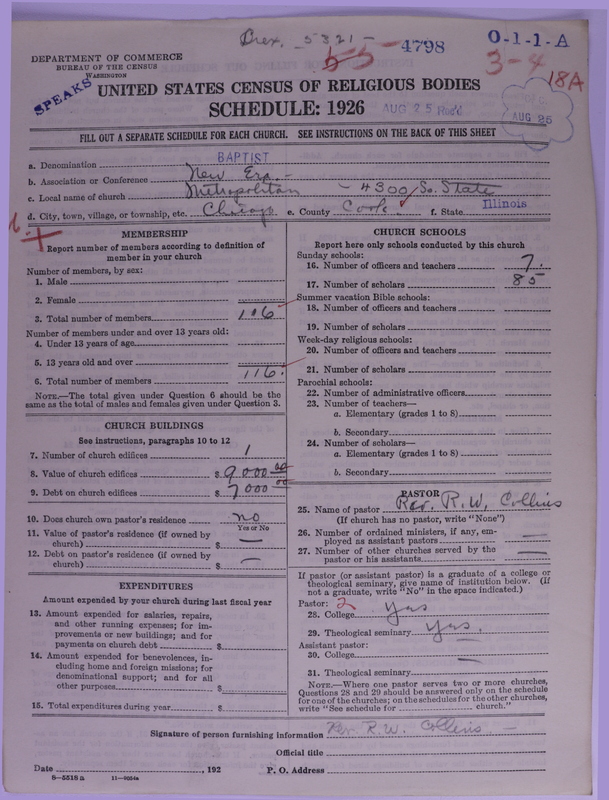 5321-
5-5- 4798
0-1-1-A
3-4
18A
DEPARTMENT OF COMMERCE
BUREAU OF THE CENSUS
WASHINGTON
SPEAKS
UNITED STATES CENSUS OF RELIGIOUS BODIES
SCHEDULE: 1926
AUG 25 Rec'd
AUG 25
FILL OUT A SEPARATE SCHEDULE FOR EACH CHURCH. SEE INSTRUCTIONS ON THE BACK OF THIS SHEET
a. Denomination BAPTIST
b. Association or Conference New Era-
c. Local name of church Metropolitan - 4300 So. State
d. City, town, village, or township, etc. Chicago e. County Cook f. State Illinois
MEMBERSHIP
Report number of members according to definition of
member in your church
Number of members, by sex:
1. Male
2. Female
3. Total number of members 116
Number of members under and over 13 years old:
4. Under 13 years of age
5. 13 years old and over
6. Total number of members 116.
NOTE.—The total given under Question 6 should be the
same as the total of males and females given under Question 3.
CHURCH BUILDINGS
See instructions, paragraphs 10 to 12
7. Number of church edifices 1
8. Value of church edifices $ 9000 00
9. Debt on church edifices $ 7000 00
10. Does church own pastor's residence no
Yes or No
11. Value of pastor's residence (if owned by
church) $ —
12. Debt on pastor's residence (if owned by
church) $ —
EXPENDITURES
Amount expended by your church during last fiscal year
13. Amount expended for salaries, repairs,
and other running expenses; for im-
provements or new buildings; and for
payments on church debt $
14. Amount expended for benevolences, in-
cluding home and foreign missions; for
denominational support; and for all
other purposes $
15. Total expenditures during year $
CHURCH SCHOOLS
Report here only schools conducted by this church
Sunday schools:
16. Number of officers and teachers 7.
17. Number of scholars 85
Summer vacation Bible schools:
18. Number of officers and teachers
19. Number of scholars
Week-day religious schools:
20. Number of officers and teachers
21. Number of scholars
Parochial schools:
22. Number of administrative officers
23. Number of teachers—
a. Elementary (grades 1 to 8)
b. Secondary
24. Number of scholars—
a. Elementary (grades 1 to 8)
b. Secondary
PASTOR
25. Name of pastor Rev. R.W. Collins
(If church has no pastor, write "None")
26. Number of ordained ministers, if any, em-
ployed as assistant pastors —
27. Number of other churches served by the
pastor or his assistants —
If pastor (or assistant pastor) is a graduate of a college or
theological seminary, give name of institution below. (If
not a graduate, write "No" in the space indicated.)
Pastor: 2
28. College yes
29. Theological seminary yes.
Assistant pastor:
30. College —
31. Theological seminary
NOTE.—Where one pastor serves two or more churches,
Questions 28 and 29 should be answered only on the schedule
for one of the churches; on the schedules for the other churches,
write "See schedule for church."
Signature of person furnishing information Rev. R.W. Collins -
Official title
Date , 192 P. O. Address
8-5518a 11-8054a